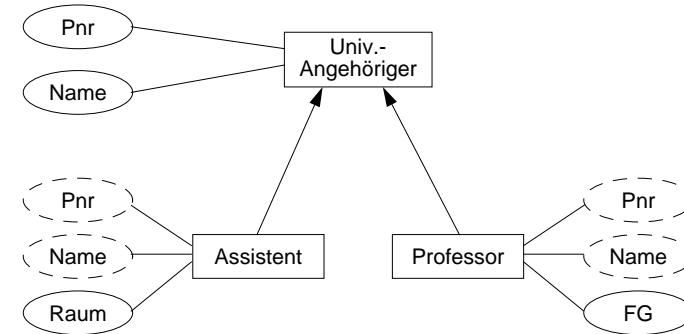 Pnr
Univ.-
Angehöriger
Name
Pnr
Name
Assistent
Raum
Professor
Pnr
Name
FG